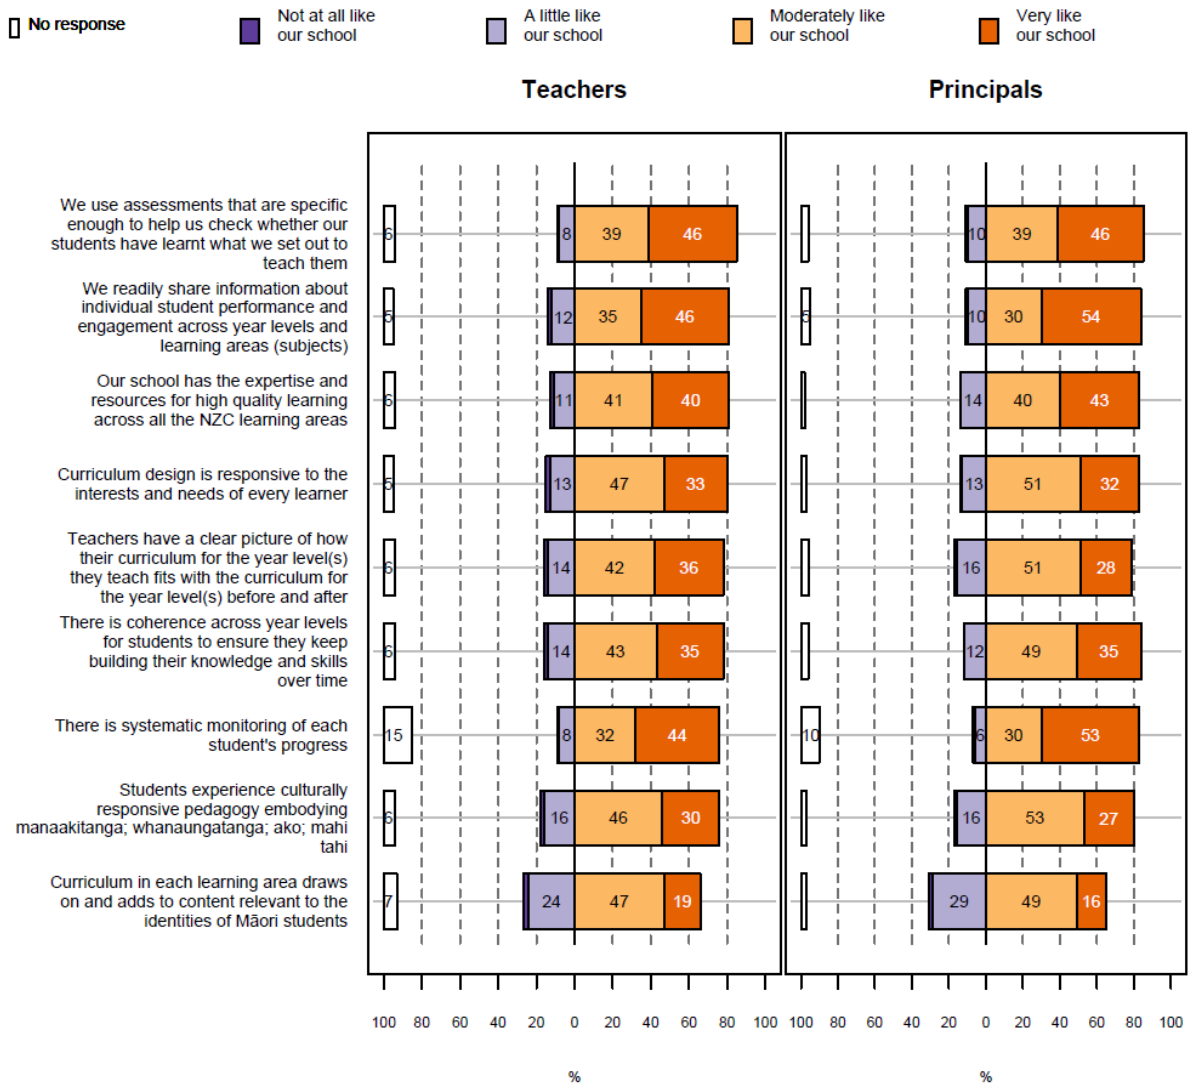 No response
Not at all like
our school
A little like
our school
Moderately like
our school
Very like
our school
Teachers
Principals
We use assessments that are specific
enough to help us check whether our
students have learnt what we set out to
teach them
6 8 39 46 10 39 46
We readily share information about
individual student performance and
engagement across year levels and
learning areas (subjects)
5 12 35 46 5 10 30 54
Our school has the expertise and
resources for high quality learning
across all the NZC learning areas
6 11 41 40 14 40 43
Curriculum design is responsive to the
interests and needs of every learner
5 13 47 33 13 51 32
Teachers have a clear picture of how
their curriculum for the year level(s)
they teach fits with the curriculum for
the year level(s) before and after
6 14 42 36 16 51 28
There is coherence across year levels
for students to ensure they keep
building their knowledge and skills
over time
6 14 43 35 12 49 35
There is systematic monitoring of each
student's progress
15 8 32 44 10 6 30 53
Students experience culturally
responsive pedagogy embodying
manaakitanga; whanaungatanga; ako; mahi
tahi
6 16 46 30 16 53 27
Curriculum in each learning area draws
on and adds to content relevant to the
identities of Māori students
7 24 47 19 29 49 16
100 80 60 40 20 0 20 40 60 80 100 100 80 60 40 20 0 20 40 60 80 100
% %